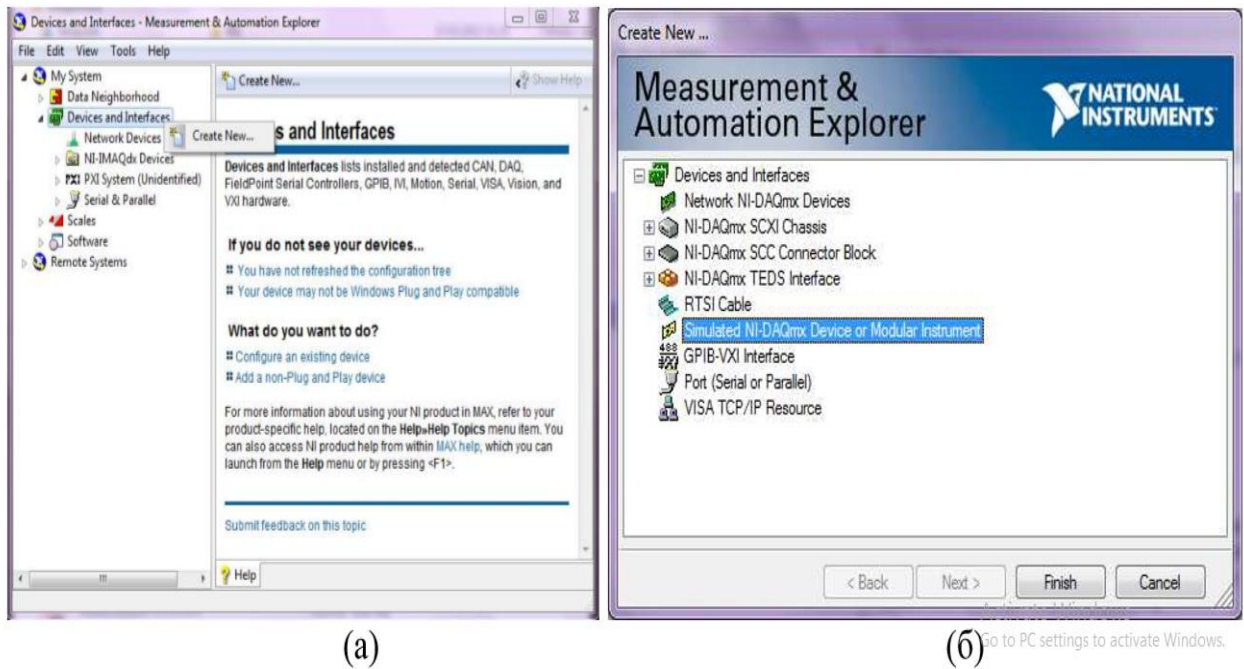 Devices and Interfaces - Measurement & Automation Explorer
File Edit View Tools Help
My System
Data Neighborhood
Devices and Interfaces
Network Devices
NI-IMAQdx Devices
PXI PXI System (Unidentified)
Serial & Parallel
Scales
Software
Remote Systems
Create New...
Create New...
Show Help
s and Interfaces
Devices and Interfaces lists installed and detected CAN, DAQ,
FieldPoint Serial Controllers, GPIB, IVI, Motion, Serial, VISA, Vision, and
VXI hardware.
If you do not see your devices...
You have not refreshed the configuration tree
Your device may not be Windows Plug and Play compatible
What do you want to do?
Configure an existing device
Add a non-Plug and Play device
For more information about using your NI product in MAX, refer to your
product-specific help, located on the Help»Help Topics menu item. You
can also access NI product help from within MAX help, which you can
launch from the Help menu or by pressing <F1>.
Submit feedback on this topic
Help
(а)
Create New ...
Measurement &
Automation Explorer
NATIONAL
INSTRUMENTS
Devices and Interfaces
Network NI-DAQmx Devices
NI-DAQmx SCXI Chassis
NI-DAQmx SCC Connector Block
NI-DAQmx TEDS Interface
RTSI Cable
Simulated NI-DAQmx Device or Modular Instrument
GPIB-VXI Interface
Port (Serial or Parallel)
VISA TCP/IP Resource
< Back Next > Finish Cancel
Activate Windows
Go to PC settings to activate Windows.
(б)